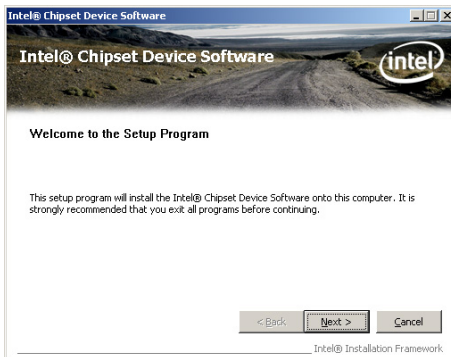 Intel® Chipset Device Software
Intel® Chipset Device Software
intel
Welcome to the Setup Program
This setup program will install the Intel® Chipset Device Software onto this computer. It is
strongly recommended that you exit all programs before continuing.
< Back
Next >
Cancel
Intel® Installation Framework